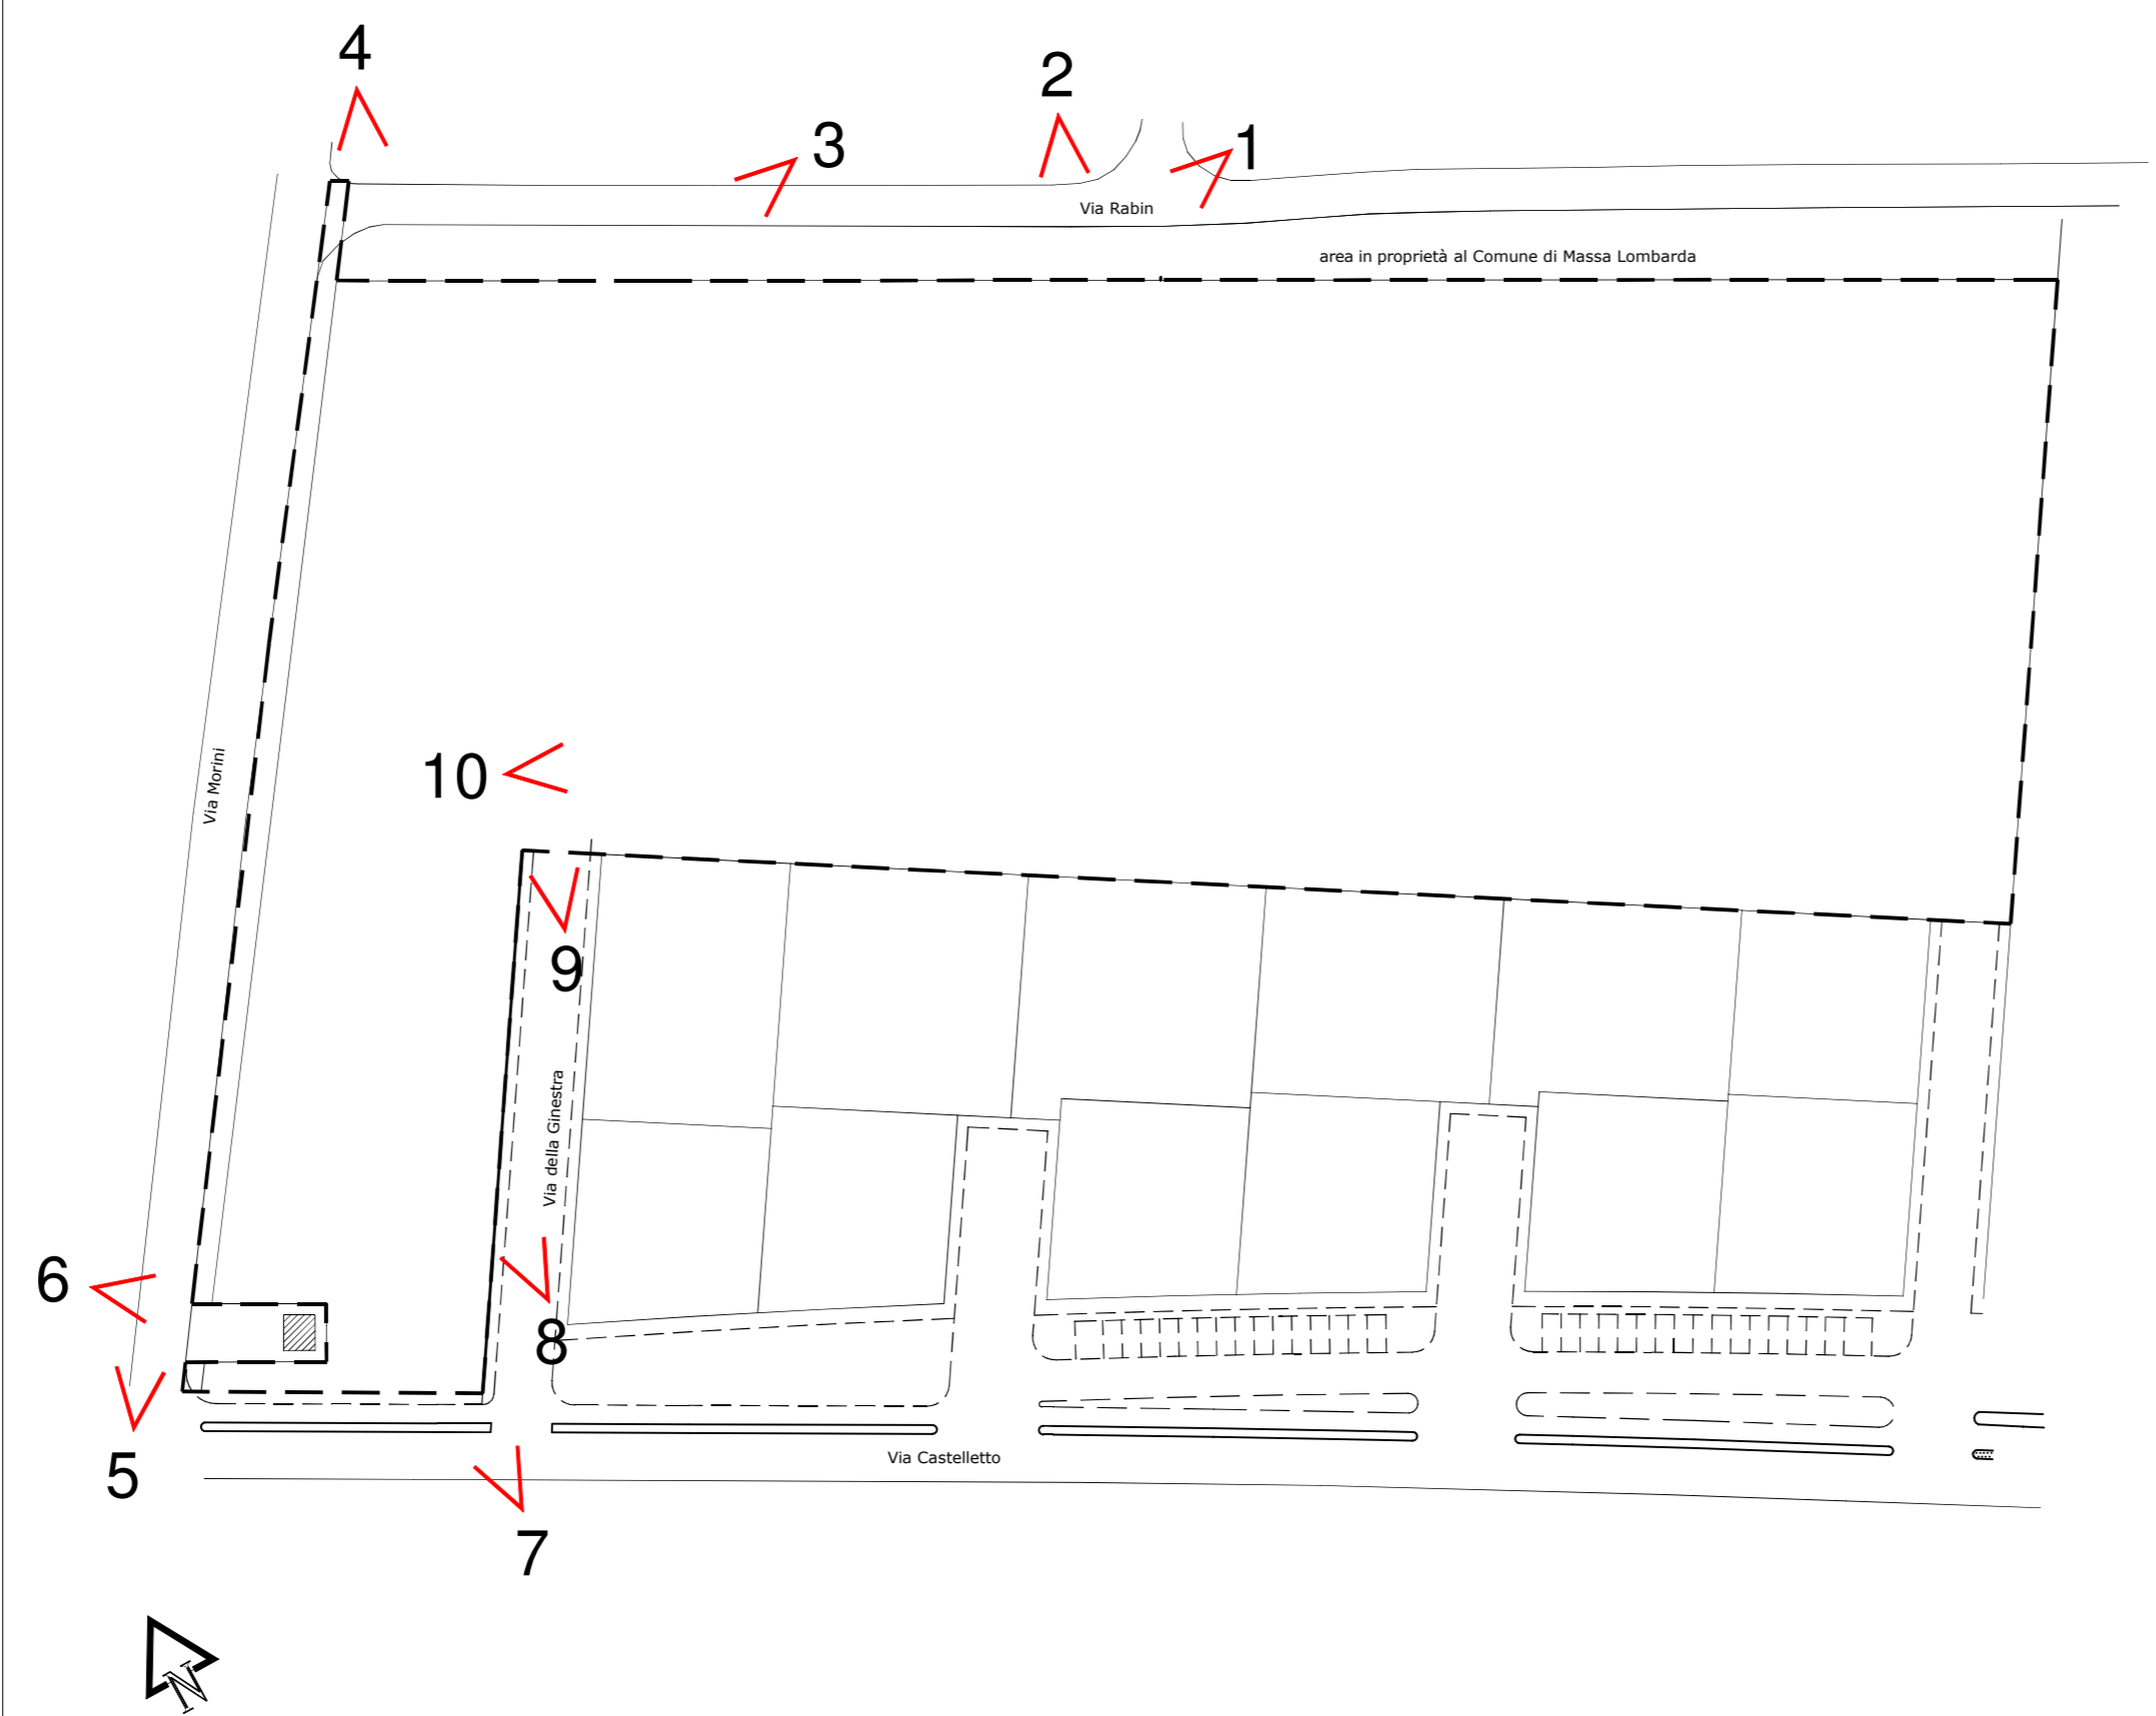 4
2
3
1
Via Rabin
area in proprietà al Comune di Massa Lombarda
Via Morini
10
9
Via della Ginestra
6
8
5
Via Castelletto
7
N